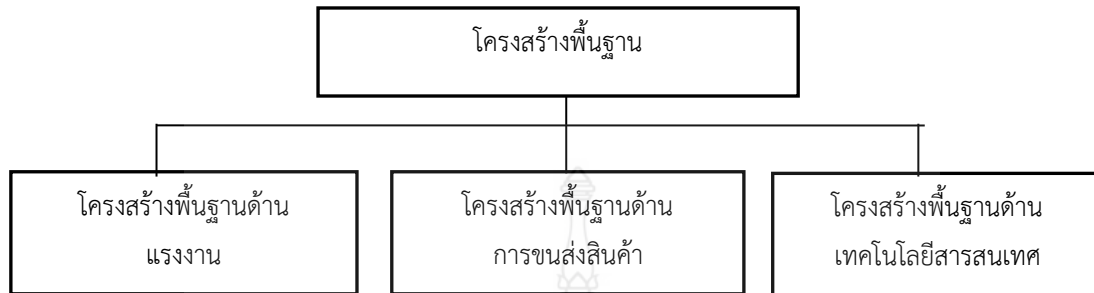 โครงสร้างพื้นฐาน
โครงสร้างพื้นฐานด้าน
แรงงาน
โครงสร้างพื้นฐานด้าน
การขนส่งสินค้า
โครงสร้างพื้นฐานด้าน
เทคโนโลยีสารสนเทศ